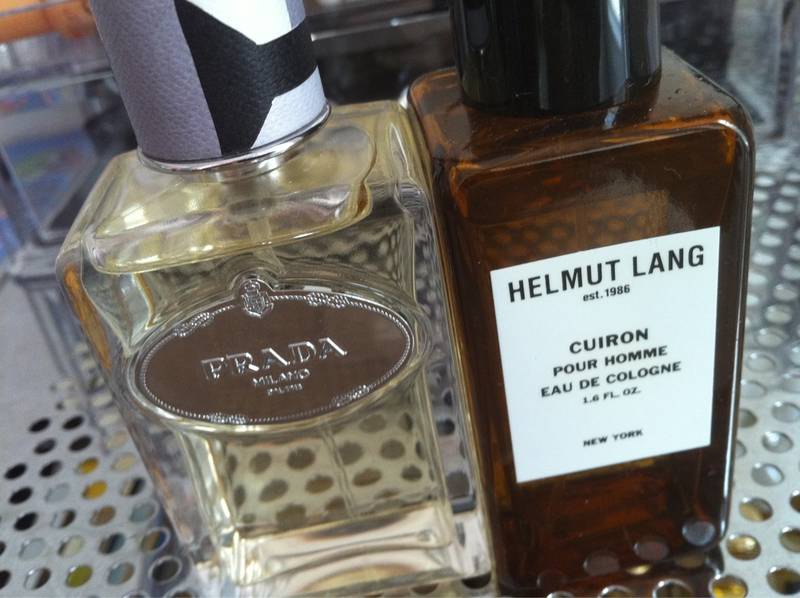 PRADA
MILANO
HELMUT LANG
est. 1986
CUIRON
POUR HOMME
EAU DE COLOGNE
1.6 FL. OZ.
NEW YORK